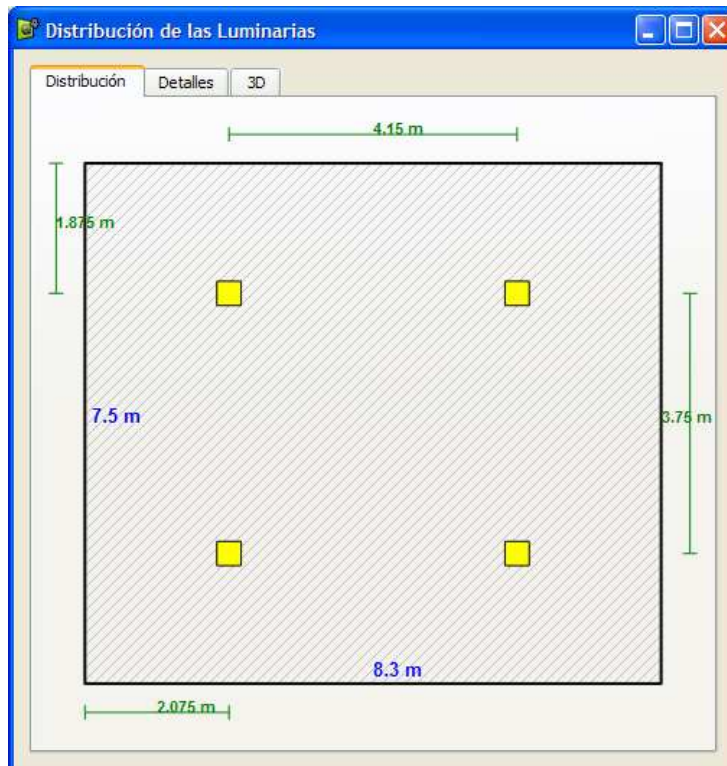 Distribución de las Luminarias
Distribución Detalles 3D
4.15 m
1.875 m
7.5 m
3.75 m
8.3 m
2.075 m